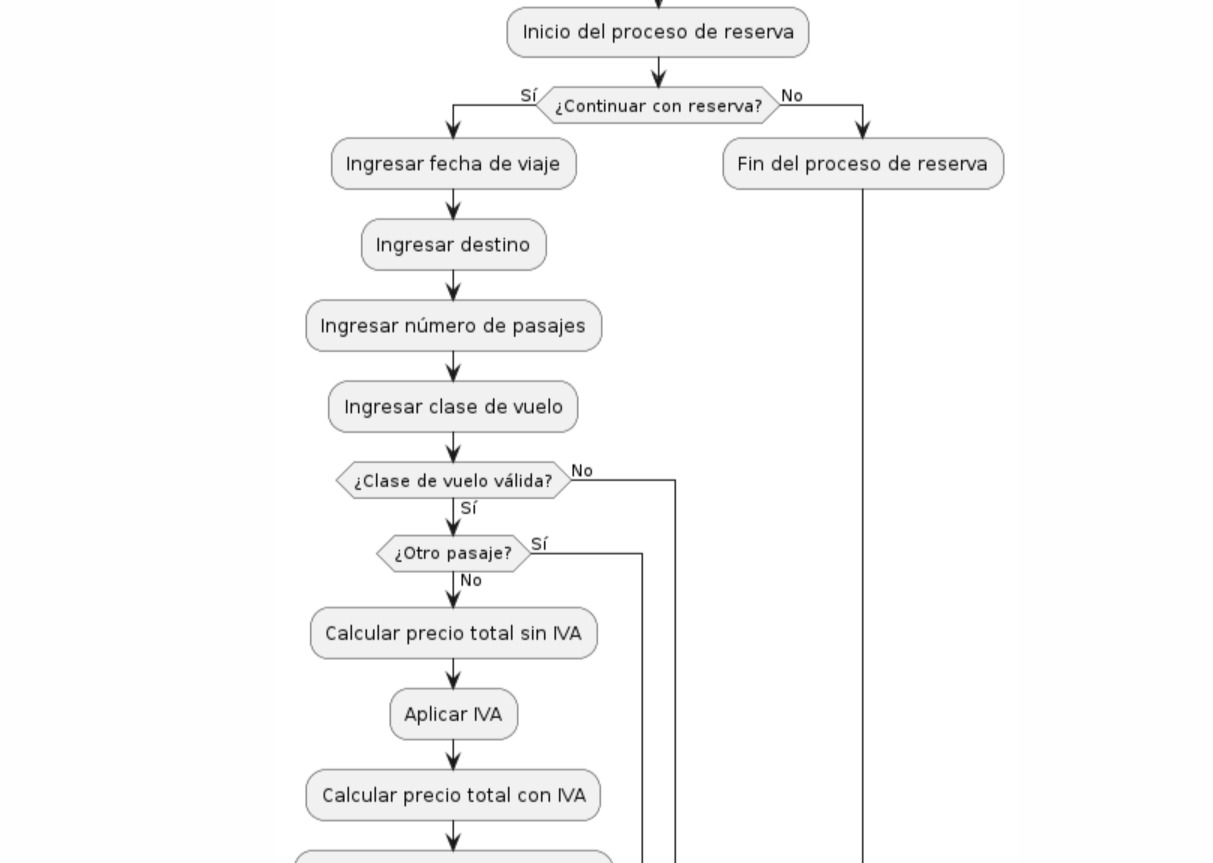 Inicio del proceso de reserva
Sí
¿Continuar con reserva?
No
Ingresar fecha de viaje
Fin del proceso de reserva
Ingresar destino
Ingresar número de pasajes
Ingresar clase de vuelo
¿Clase de vuelo válida?
No
Sí
¿Otro pasaje?
Sí
No
Calcular precio total sin IVA
Aplicar IVA
Calcular precio total con IVA